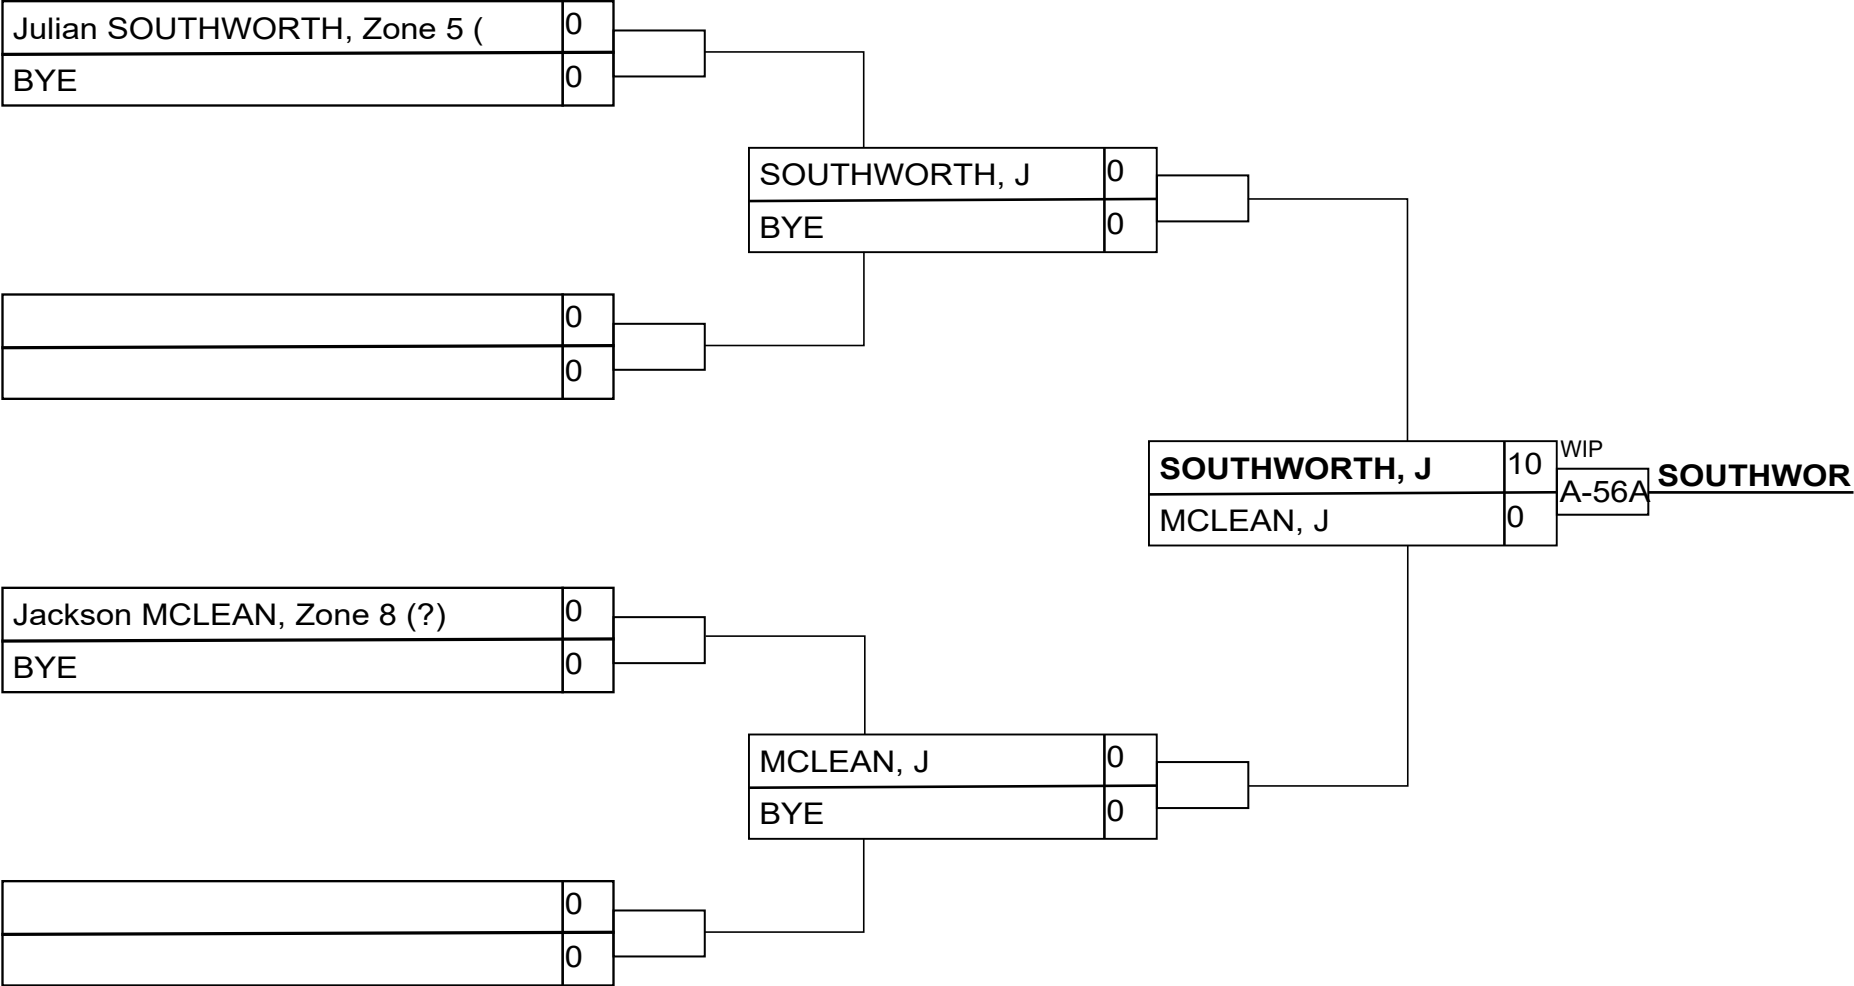 Julian SOUTHWORTH, Zone 5 ( 0
BYE 0
0
0
Jackson MCLEAN, Zone 8 (?) 0
BYE 0
0
0
SOUTHWORTH, J 0
BYE 0
MCLEAN, J 0
BYE 0
SOUTHWORTH, J 10
MCLEAN, J 0
WIP
A-56A
SOUTHWOR